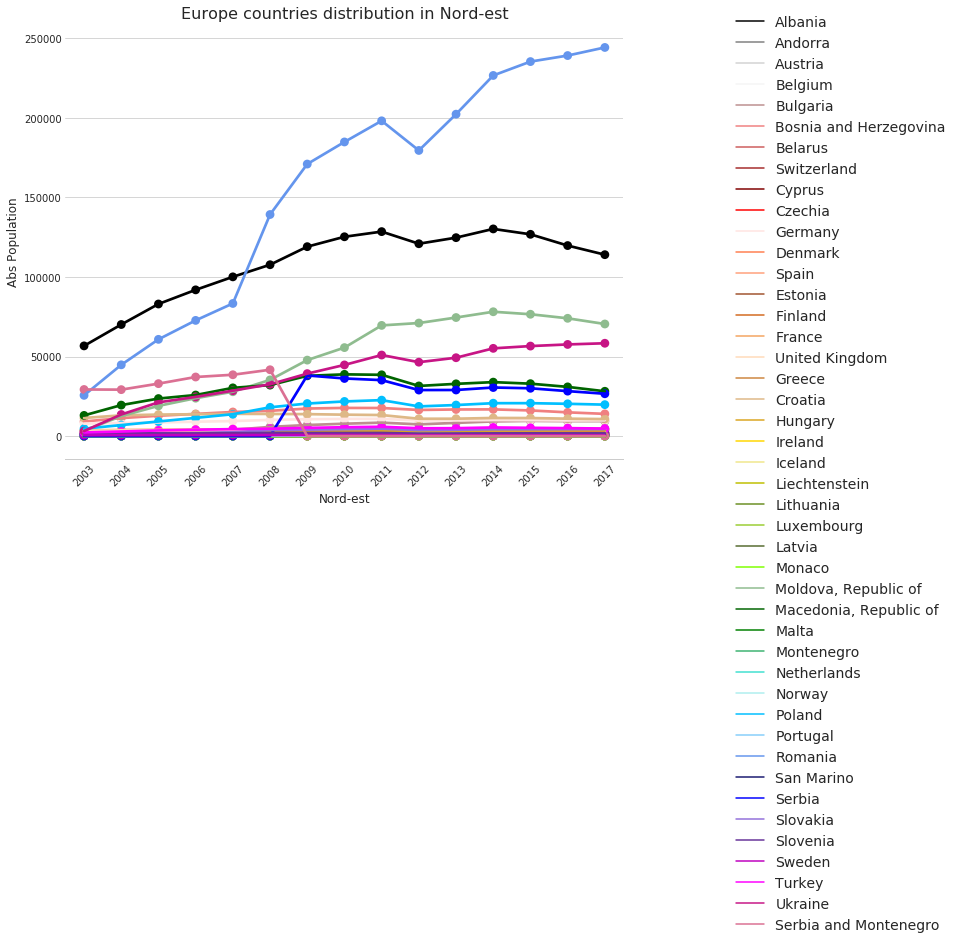 Europe countries distribution in Nord-est
250000
200000
150000
100000
50000
0
Abs Population
2003
2004
2005
2006
2007
2008
2009
2010
2011
2012
2013
2014
2015
2016
2017
Nord-est
Albania
Andorra
Austria
Belgium
Bulgaria
Bosnia and Herzegovina
Belarus
Switzerland
Cyprus
Czechia
Germany
Denmark
Spain
Estonia
Finland
France
United Kingdom
Greece
Croatia
Hungary
Ireland
Iceland
Liechtenstein
Lithuania
Luxembourg
Latvia
Monaco
Moldova, Republic of
Macedonia, Republic of
Malta
Montenegro
Netherlands
Norway
Poland
Portugal
Romania
San Marino
Serbia
Slovakia
Slovenia
Sweden
Turkey
Ukraine
Serbia and Montenegro